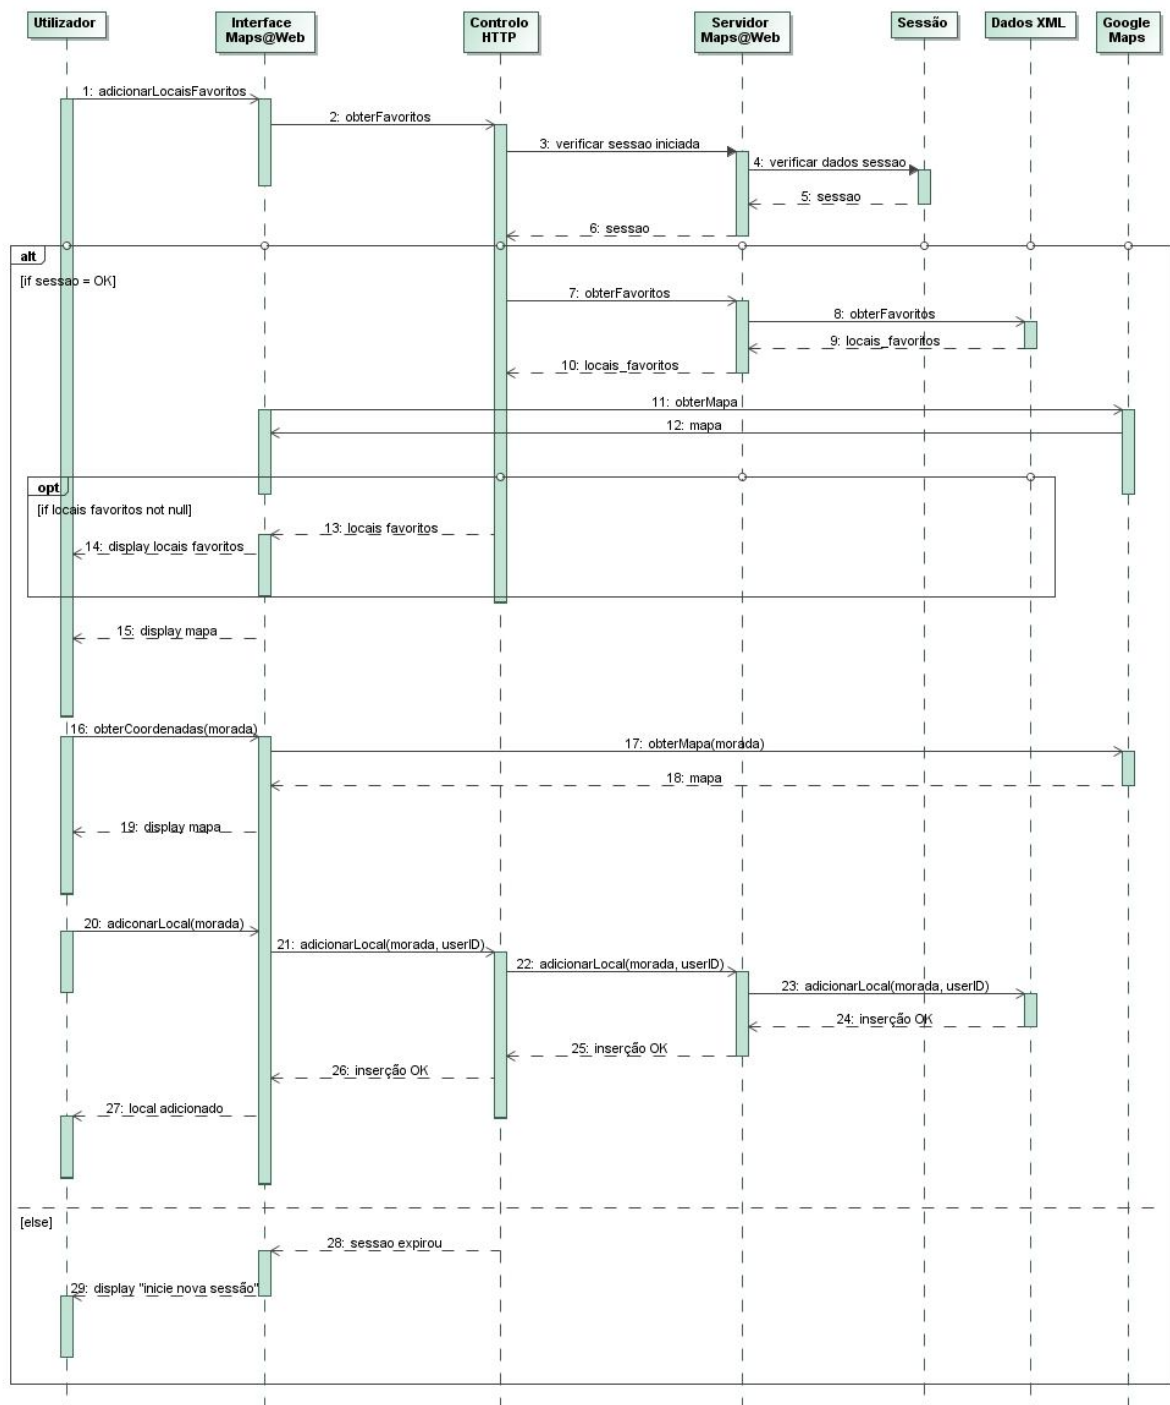 Utilizador
Interface
Maps@Web
Controlo
HTTP
Servidor
Maps@Web
Sessão
Dados XML
Google
Maps
1: adicionarLocaisFavoritos
2: obterFavoritos
3: verificar sessao iniciada
4: verificar dados sessao
5: sessao
6: sessao
alt
[if sessao = OK]
7: obterFavoritos
8: obterFavoritos
9: locais_favoritos
10: locais_favoritos
11: obterMapa
12: mapa
opt
[if locais favoritos not null]
13: locais favoritos
14: display locais favoritos
15: display mapa
16: obterCoordenadas(morada)
17: obterMapa(morada)
18: mapa
19: display mapa
20: adiconarLocal(morada)
21: adicionarLocal(morada, userID)
22: adicionarLocal(morada, userID)
23: adicionarLocal(morada, userID)
24: inserção OK
25: inserção OK
26: inserção OK
27: local adicionado
[else]
28: sessao expirou
29: display "inicie nova sessão"